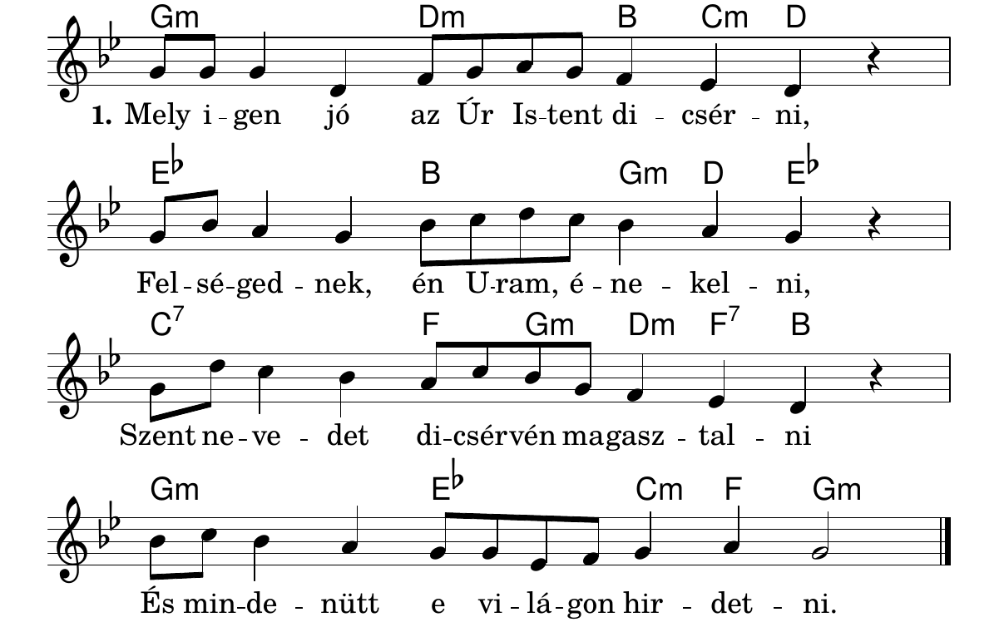 Gm Dm B Cm D
1. Mely i - gen jó az Úr Is - tent di - csér - ni,
E♭ B Gm D E♭
Fel - sé - ged - nek, én U - ram, é - ne - kel - ni,
C7 F Gm Dm F7 B
Szent ne - ve - det di - csér - vén magasz - tal - ni
Gm E♭ Cm F Gm
És min - de - nütt e vi - lá - gon hir - det - ni.